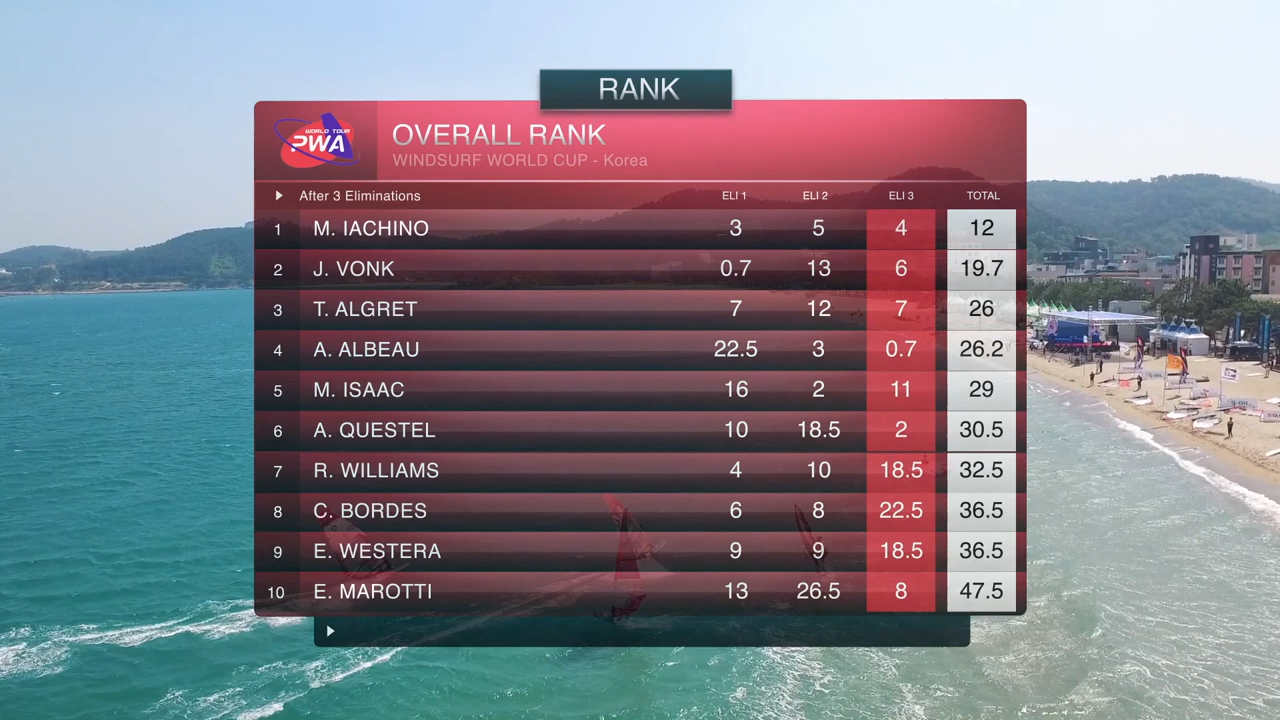 RANK
WORLD TOUR
PWA
OVERALL RANK
WINDSURF WORLD CUP - Korea
After 3 Eliminations ELI 1 ELI 2 ELI 3 TOTAL
1 M. IACHINO 3 5 4 12
2 J. VONK 0.7 13 6 19.7
3 T. ALGRET 7 12 7 26
4 A. ALBEAU 22.5 3 0.7 26.2
5 M. ISAAC 16 2 11 29
6 A. QUESTEL 10 18.5 2 30.5
7 R. WILLIAMS 4 10 18.5 32.5
8 C. BORDES 6 8 22.5 36.5
9 E. WESTERA 9 9 18.5 36.5
10 E. MAROTTI 13 26.5 8 47.5